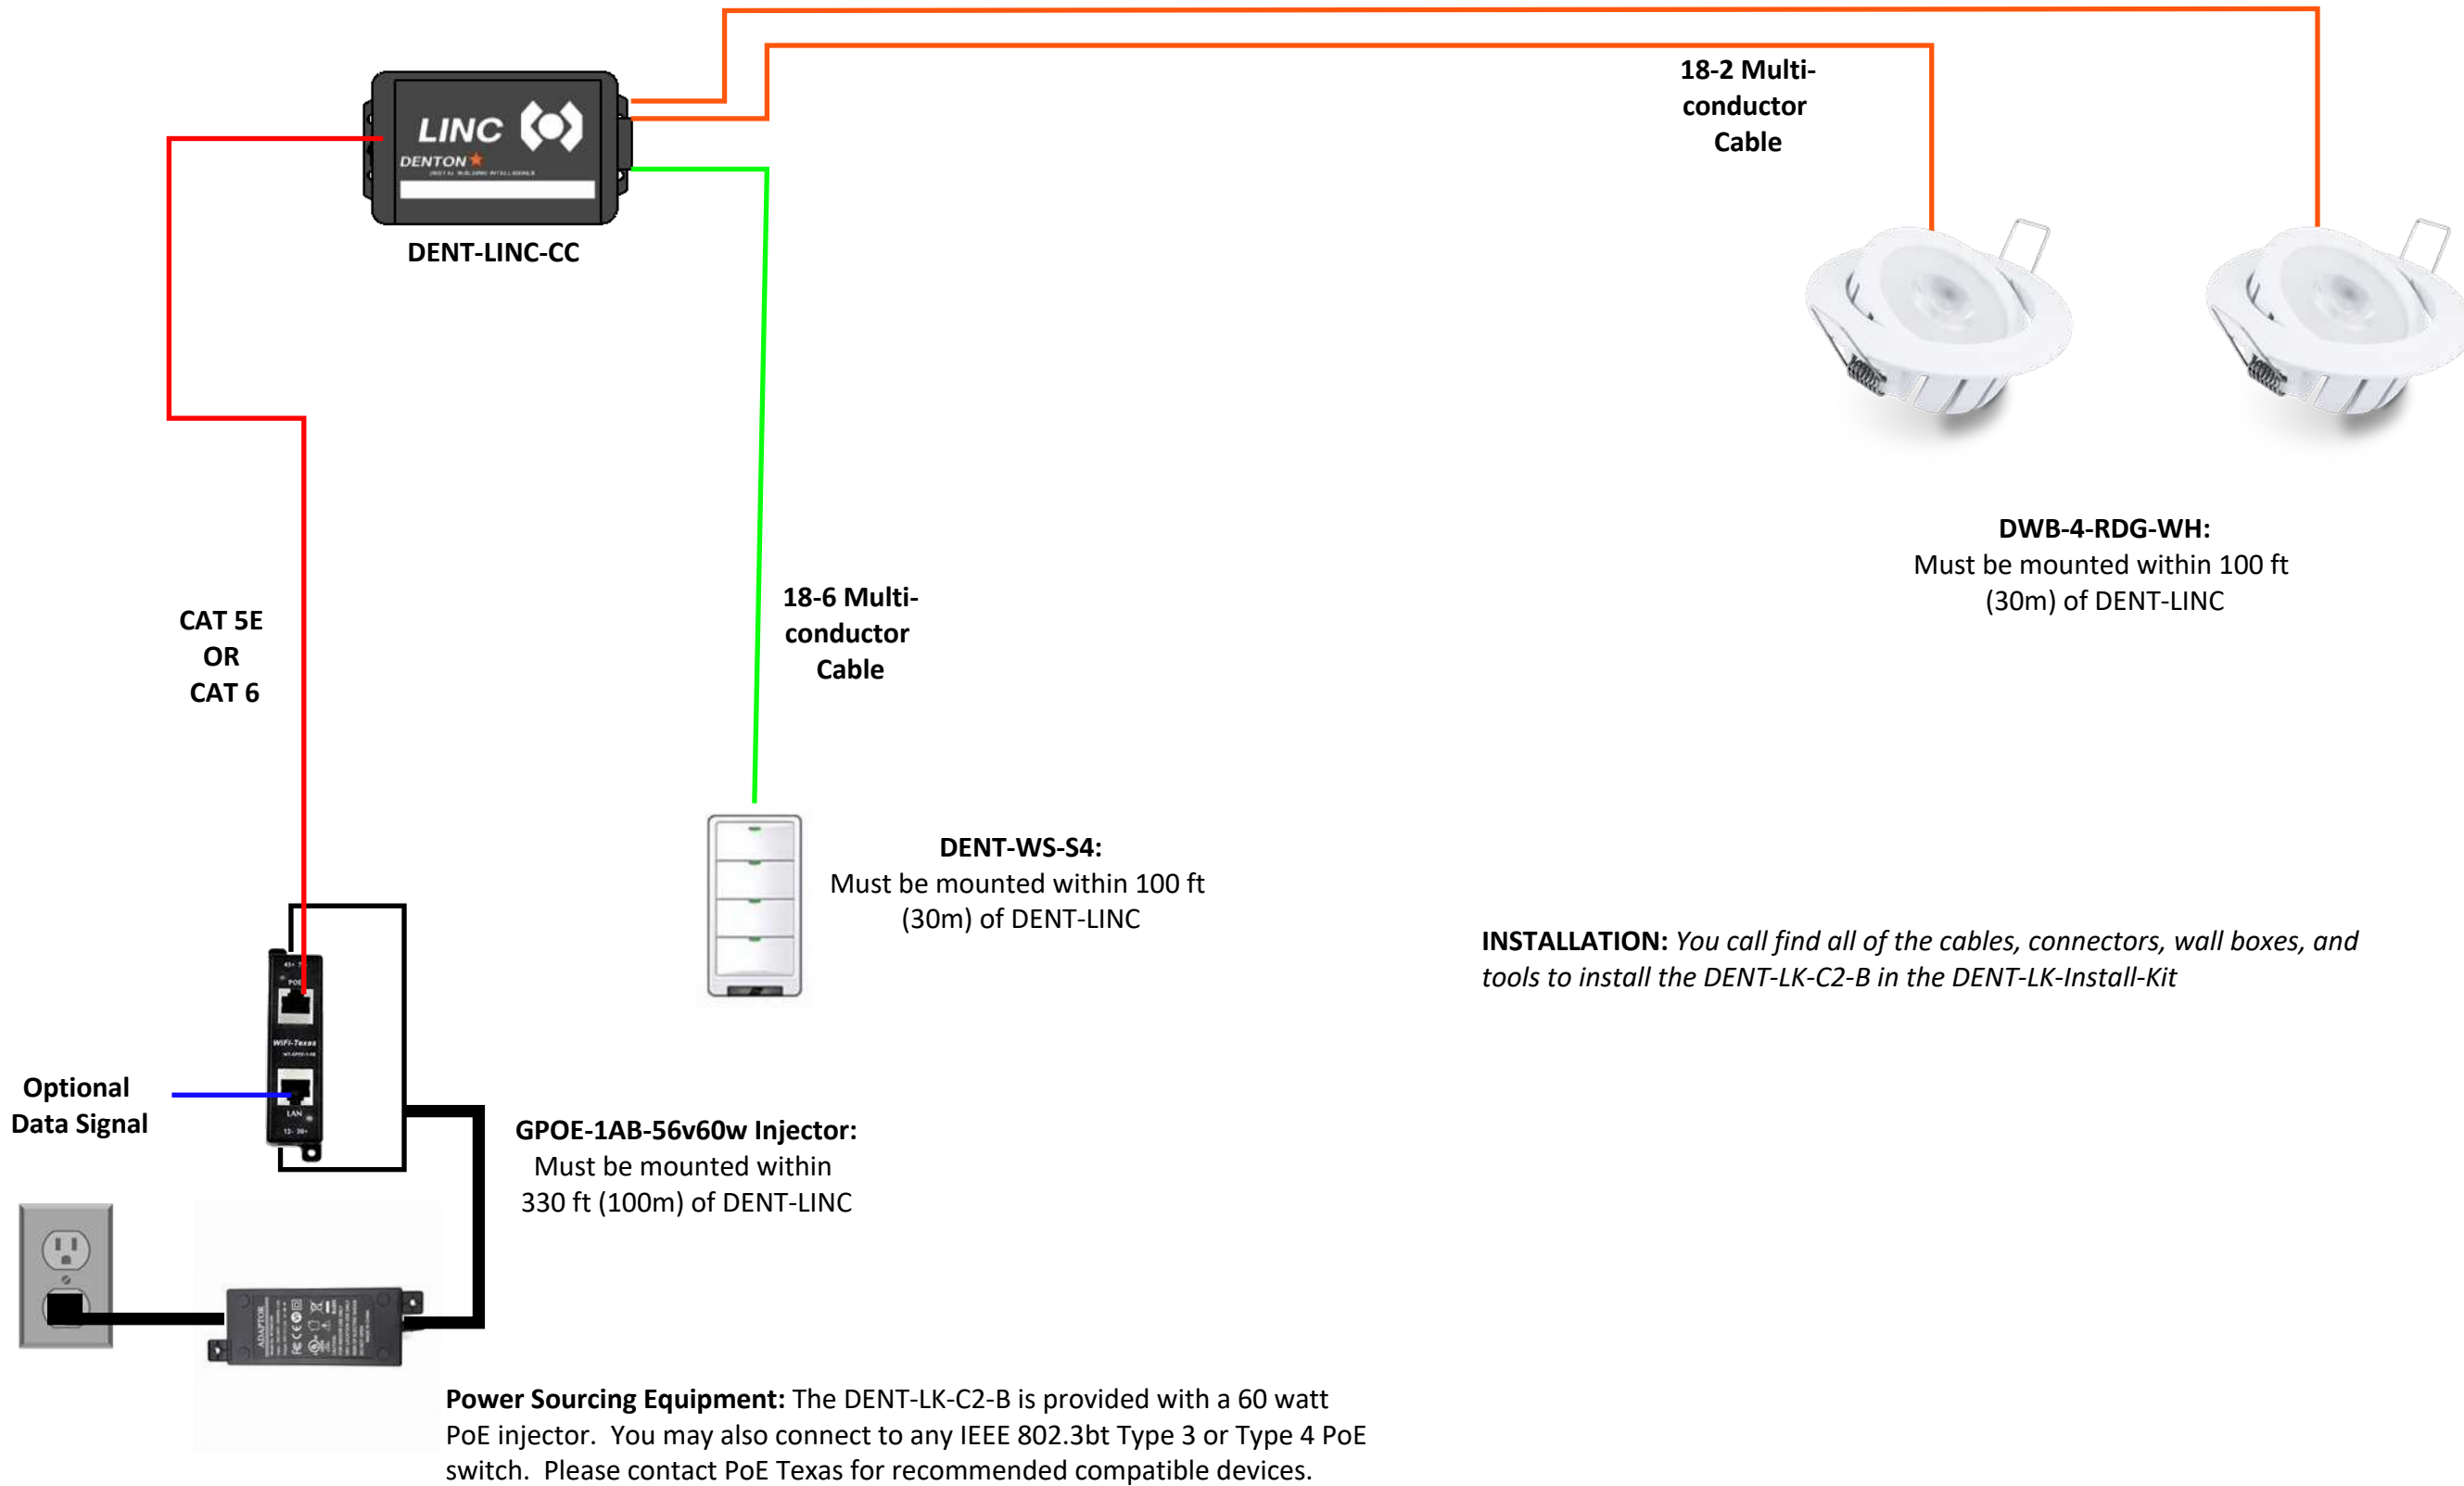 18-2 Multi-
conductor
Cable
LINC
DENTON
DENT-LINC-CC
DWB-4-RDG-WH:
Must be mounted within 100 ft
(30m) of DENT-LINC
18-6 Multi-
conductor
Cable
CAT 5E
OR
CAT 6
DENT-WS-S4:
Must be mounted within 100 ft
(30m) of DENT-LINC
INSTALLATION: You call find all of the cables, connectors, wall boxes, and
tools to install the DENT-LK-C2-B in the DENT-LK-Install-Kit
POE
WiFi-Texas
LAN
Optional
Data Signal
GPOE-1AB-56v60w Injector:
Must be mounted within
330 ft (100m) of DENT-LINC
ADAPTOR
Power Sourcing Equipment: The DENT-LK-C2-B is provided with a 60 watt
PoE injector. You may also connect to any IEEE 802.3bt Type 3 or Type 4 PoE
switch. Please contact PoE Texas for recommended compatible devices.